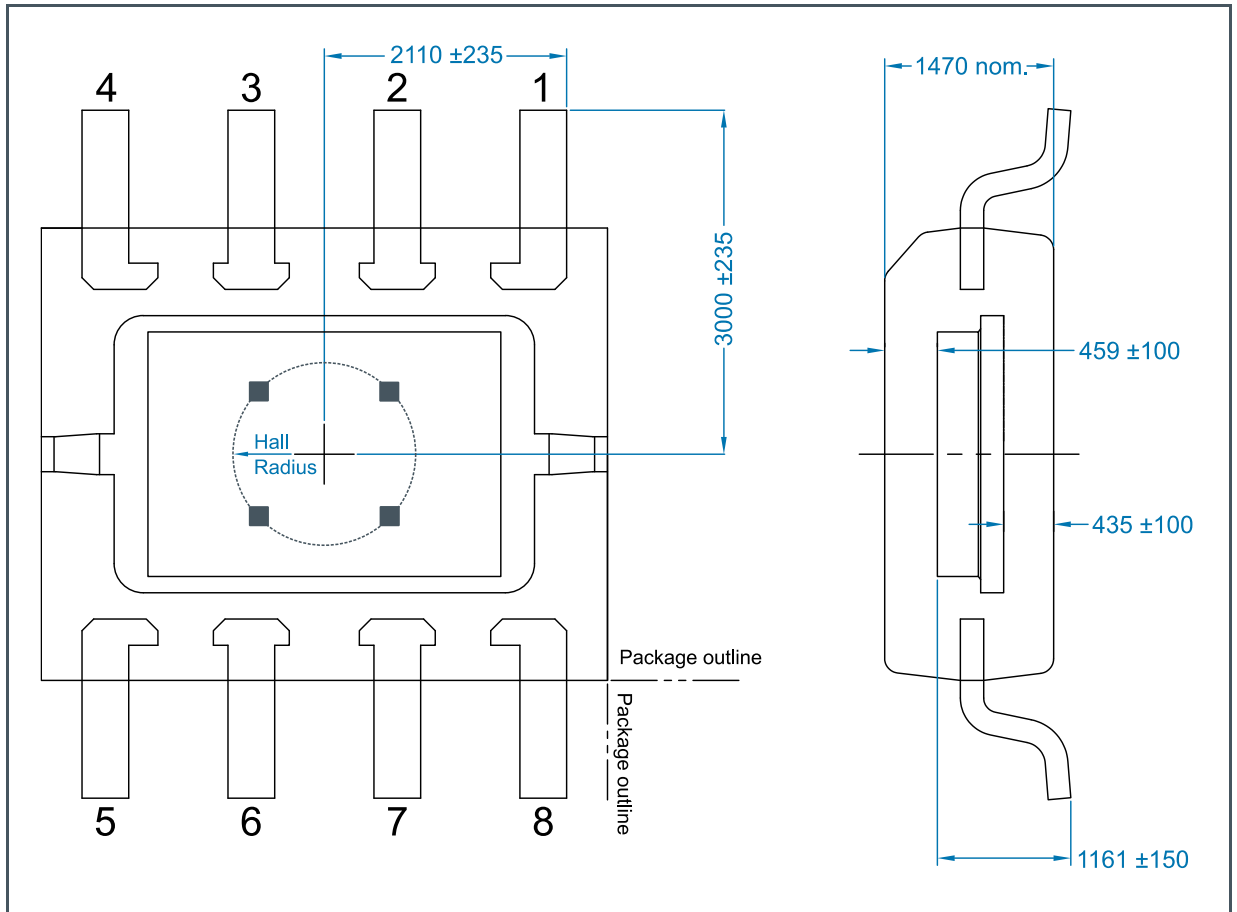 2110 ±235
1470 nom.
4 3 2 1
3000 ±235
459 ±100
Hall
Radius
435 ±100
Package outline
Package outline
5 6 7 8
1161 ±150